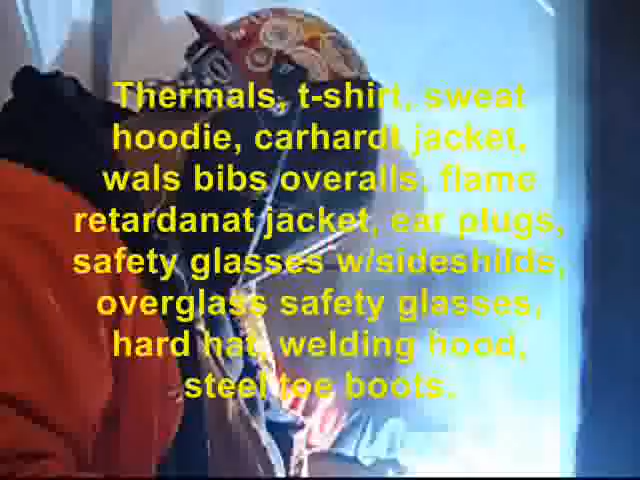 Thermals, t-shirt, sweat
hoodie, carhardt jacket,
wals bibs overalls, flame
retardanat jacket, ear plugs,
safety glasses w/sideshilds,
overglass safety glasses,
hard hat, welding hood,
steel toe boots.